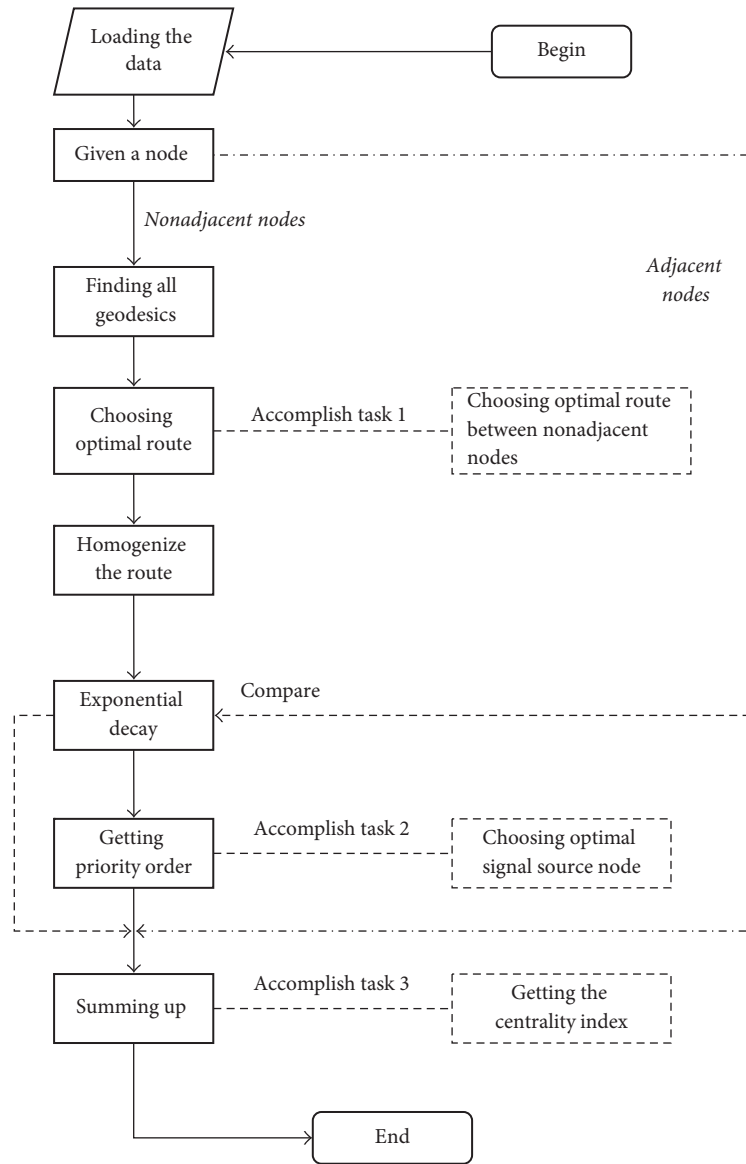 Loading the
data
Begin
Given a node
Nonadjacent nodes
Adjacent
nodes
Finding all
geodesics
Choosing
optimal route
Accomplish task 1
Choosing optimal route
between nonadjacent
nodes
Homogenize
the route
Exponential
decay
Compare
Getting
priority order
Accomplish task 2
Choosing optimal
signal source node
Summing up
Accomplish task 3
Getting the
centrality index
End